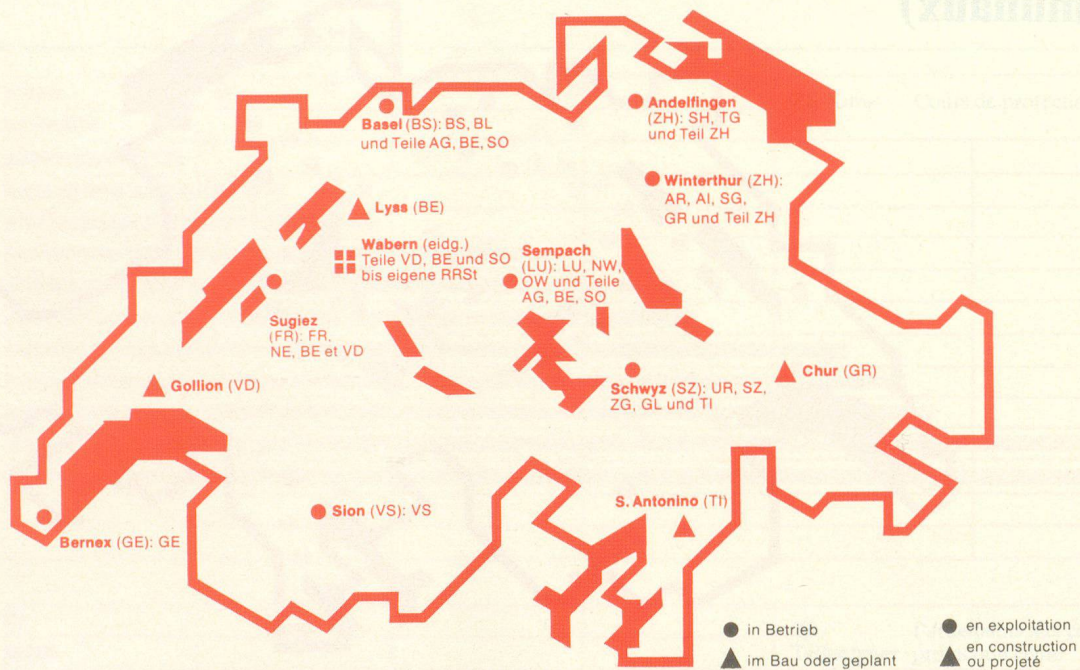 Basel (BS): BS, BL
und Teile AG, BE, SO
Andelfingen
(ZH): SH, TG
und Teil ZH
Winterthur (ZH):
AR, AI, SG,
GR und Teil ZH
Lyss (BE)
Wabern (eidg.)
Teile VD, BE und SO
bis eigene RRSt
Sempach
(LU): LU, NW,
OW und Teile
AG, BE, SO
Sugiez
(FR): FR,
NE, BE et VD
Gollion (VD)
Schwyz (SZ): UR, SZ,
ZG, GL und TI
Chur (GR)
Sion (VS): VS
S. Antonino (TI)
Bernex (GE): GE
in Betrieb
im Bau oder geplant
en exploitation
en construction
ou projeté